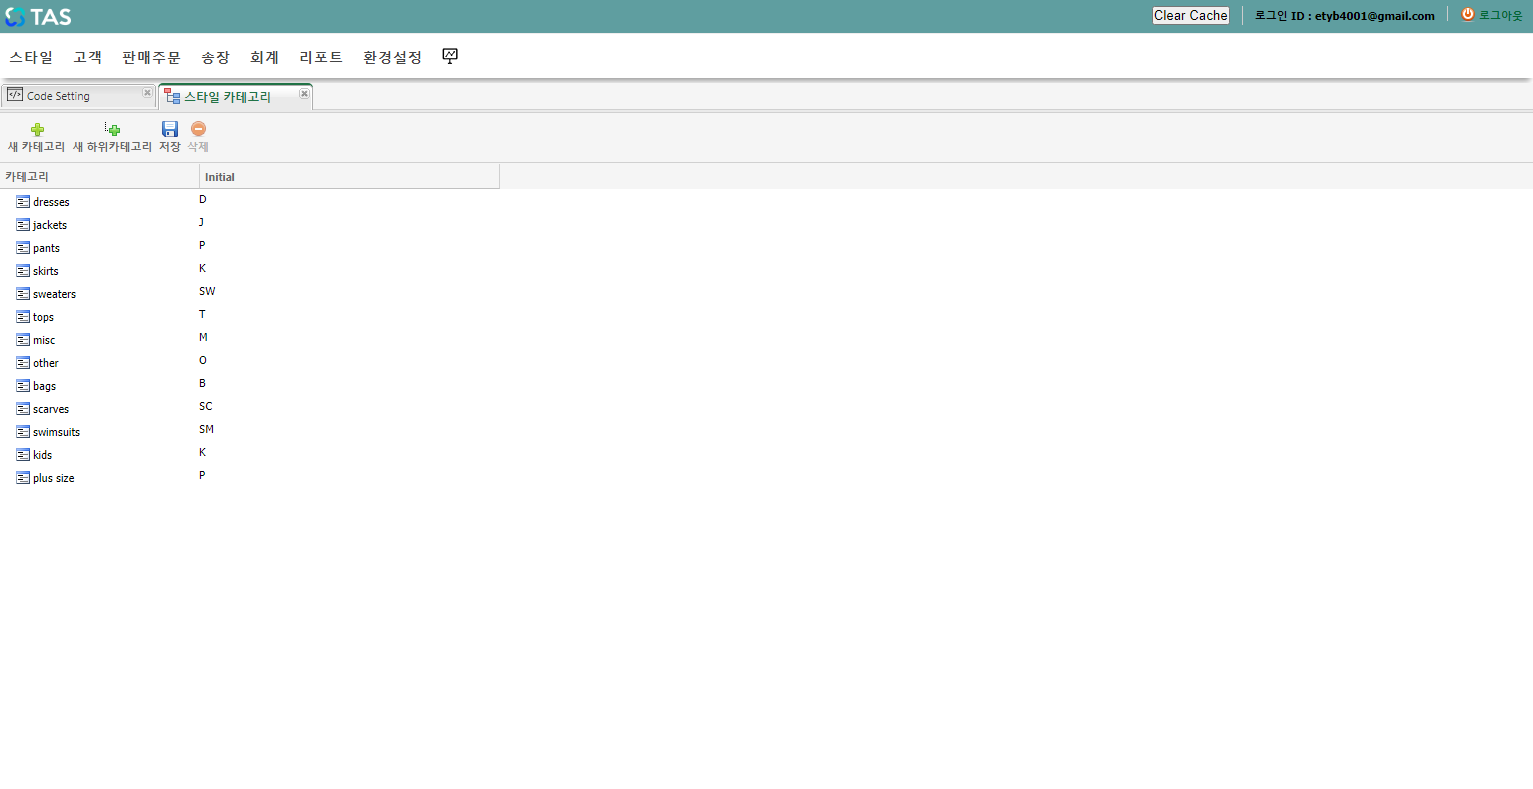 TAS
Clear Cache 로그인 ID : etyb4001@gmail.com 로그아웃
스타일 고객 판매주문 송장 회계 리포트 환경설정
Code Setting 스타일 카테고리
새 카테고리 새 하위카테고리 저장 삭제
카테고리 Initial
dresses D
jackets J
pants P
skirts K
sweaters SW
tops T
misc M
other O
bags B
scarves SC
swimsuits SM
kids K
plus size P